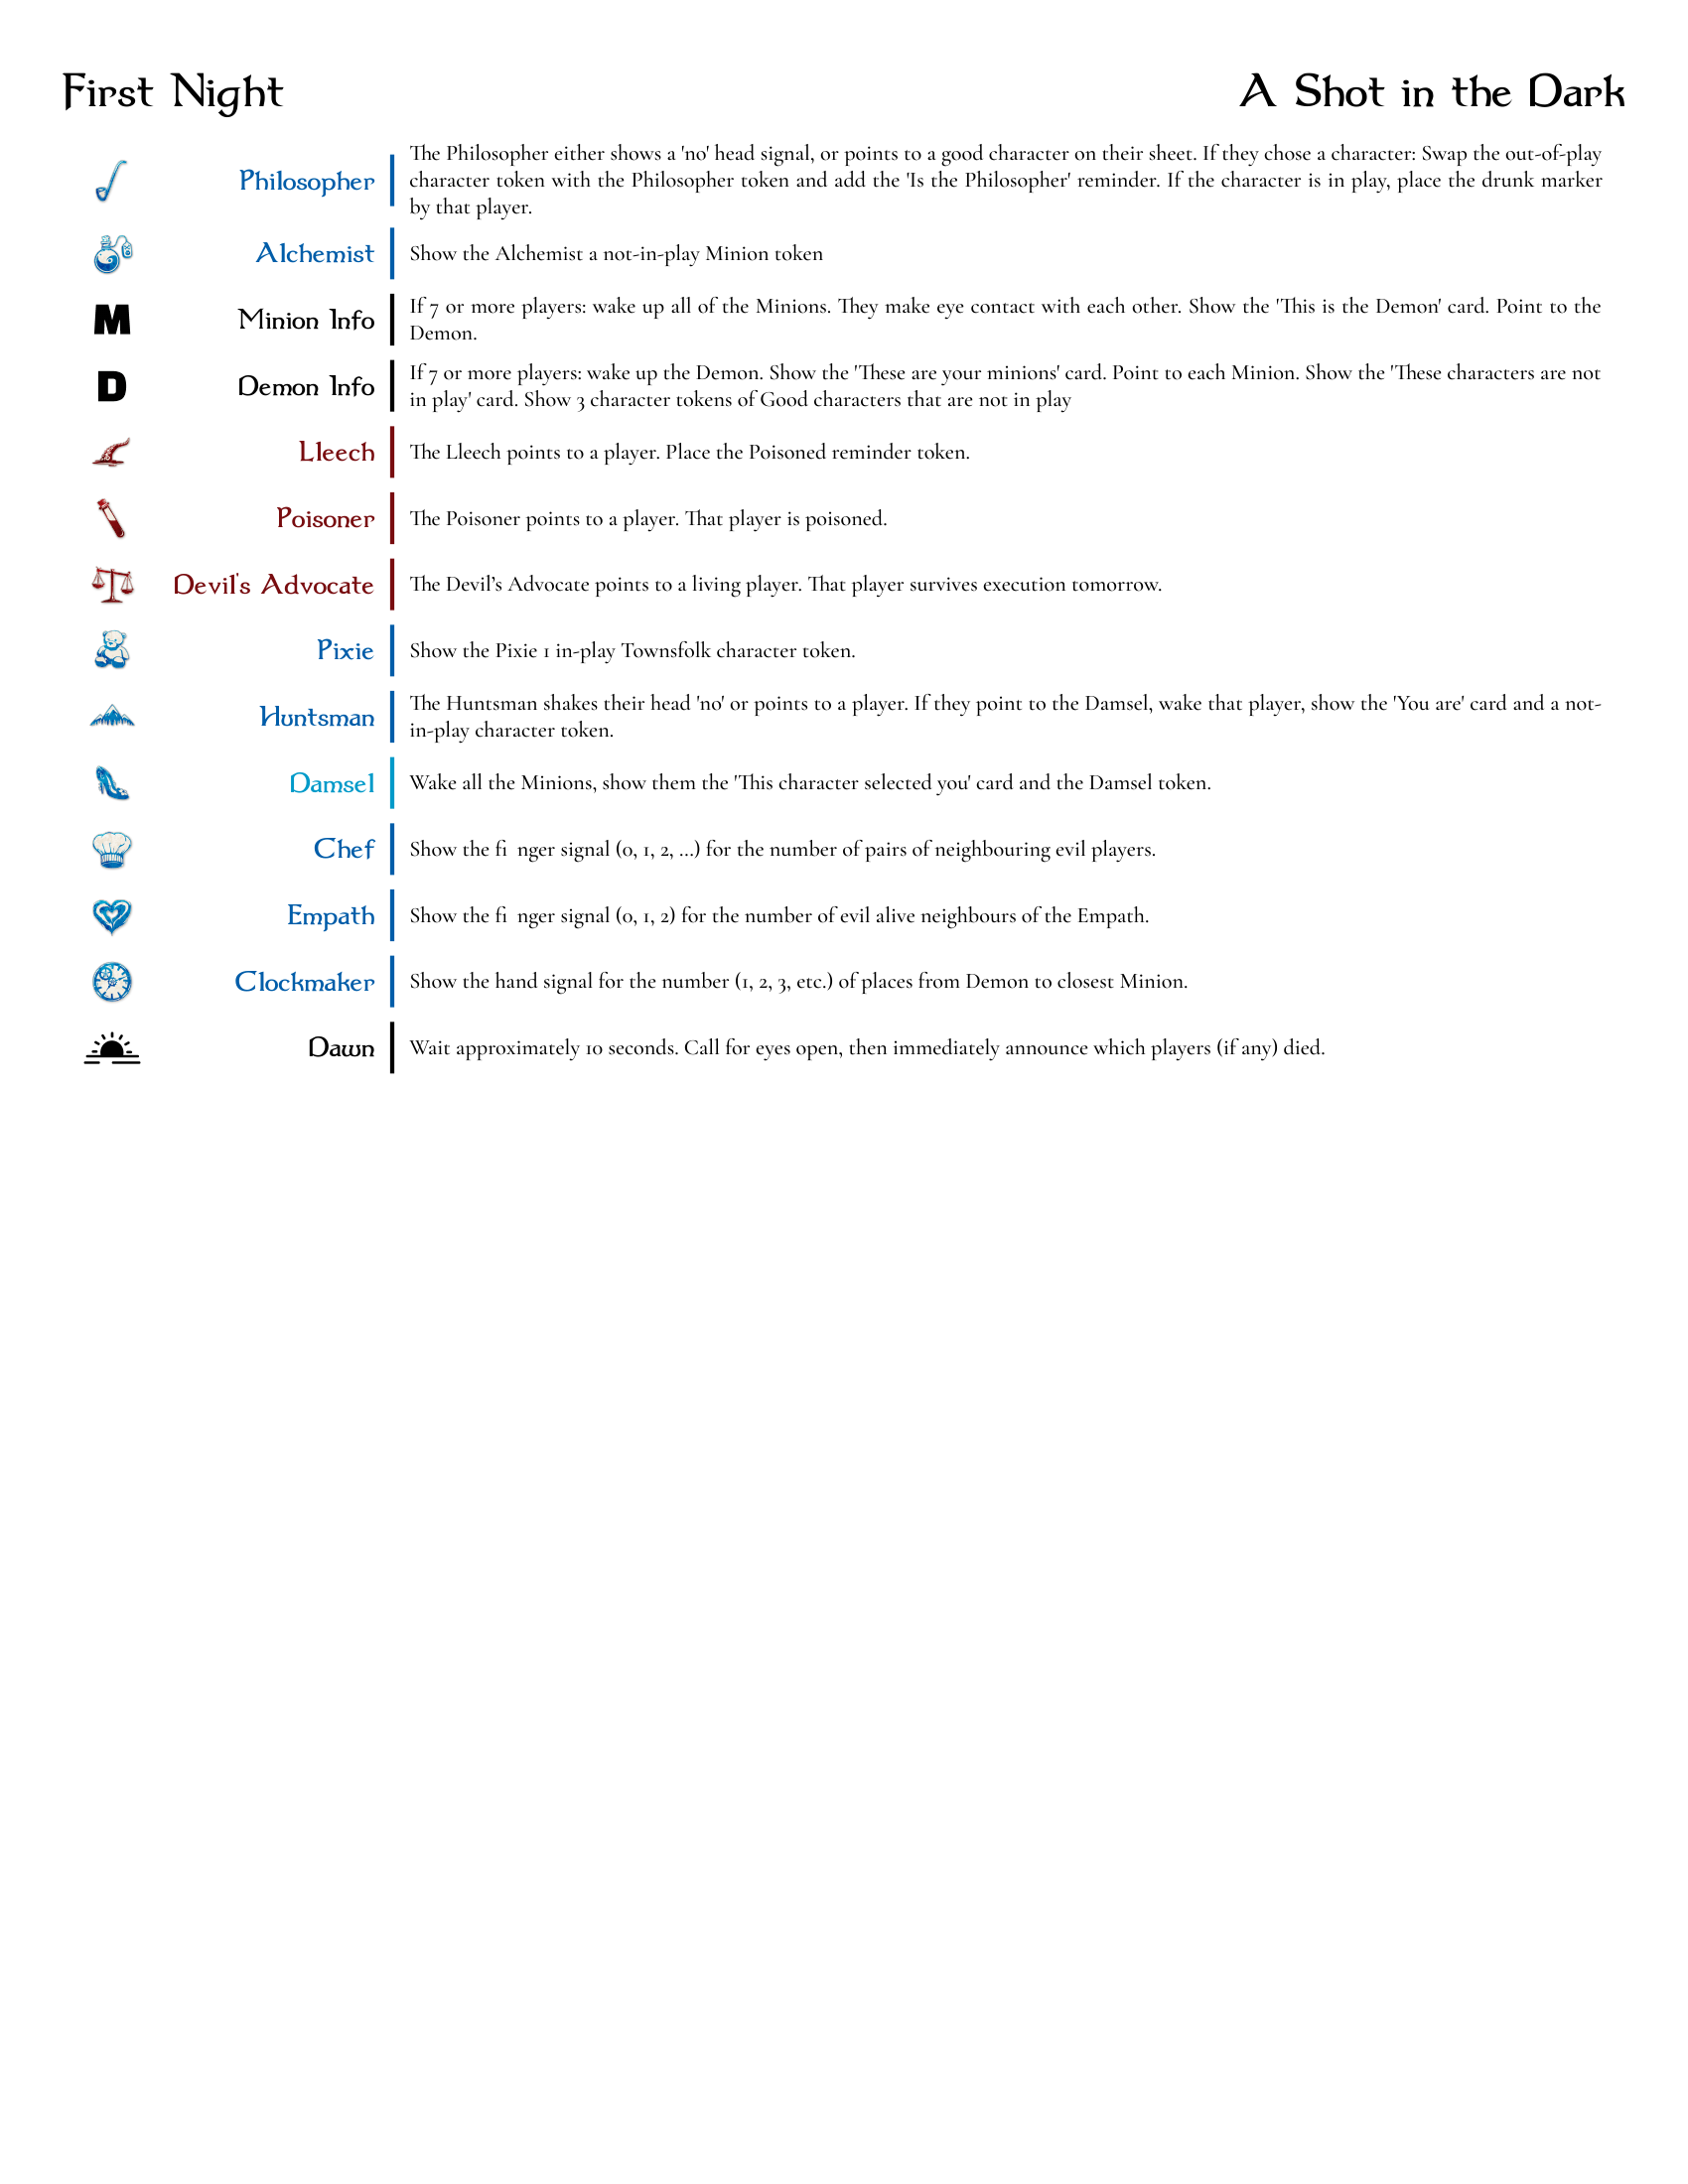 First Night
A Shot in the Dark
Philosopher
The Philosopher either shows a 'no' head signal, or points to a good character on their sheet. If they chose a character: Swap the out-of-play
character token with the Philosopher token and add the 'Is the Philosopher' reminder. If the character is in play, place the drunk marker
by that player.
Alchemist
Show the Alchemist a not-in-play Minion token
M
Minion Info
If 7 or more players: wake up all of the Minions. They make eye contact with each other. Show the 'This is the Demon' card. Point to the
Demon.
D
Demon Info
If 7 or more players: wake up the Demon. Show the 'These are your minions' card. Point to each Minion. Show the 'These characters are not
in play' card. Show 3 character tokens of Good characters that are not in play
Lleech
The Lleech points to a player. Place the Poisoned reminder token.
Poisoner
The Poisoner points to a player. That player is poisoned.
Devil's Advocate
The Devil’s Advocate points to a living player. That player survives execution tomorrow.
Pixie
Show the Pixie 1 in-play Townsfolk character token.
Huntsman
The Huntsman shakes their head 'no' or points to a player. If they point to the Damsel, wake that player, show the 'You are' card and a not-
in-play character token.
Damsel
Wake all the Minions, show them the 'This character selected you' card and the Damsel token.
Chef
Show the fi nger signal (0, 1, 2, …) for the number of pairs of neighbouring evil players.
Empath
Show the fi nger signal (0, 1, 2) for the number of evil alive neighbours of the Empath.
Clockmaker
Show the hand signal for the number (1, 2, 3, etc.) of places from Demon to closest Minion.
Dawn
Wait approximately 10 seconds. Call for eyes open, then immediately announce which players (if any) died.